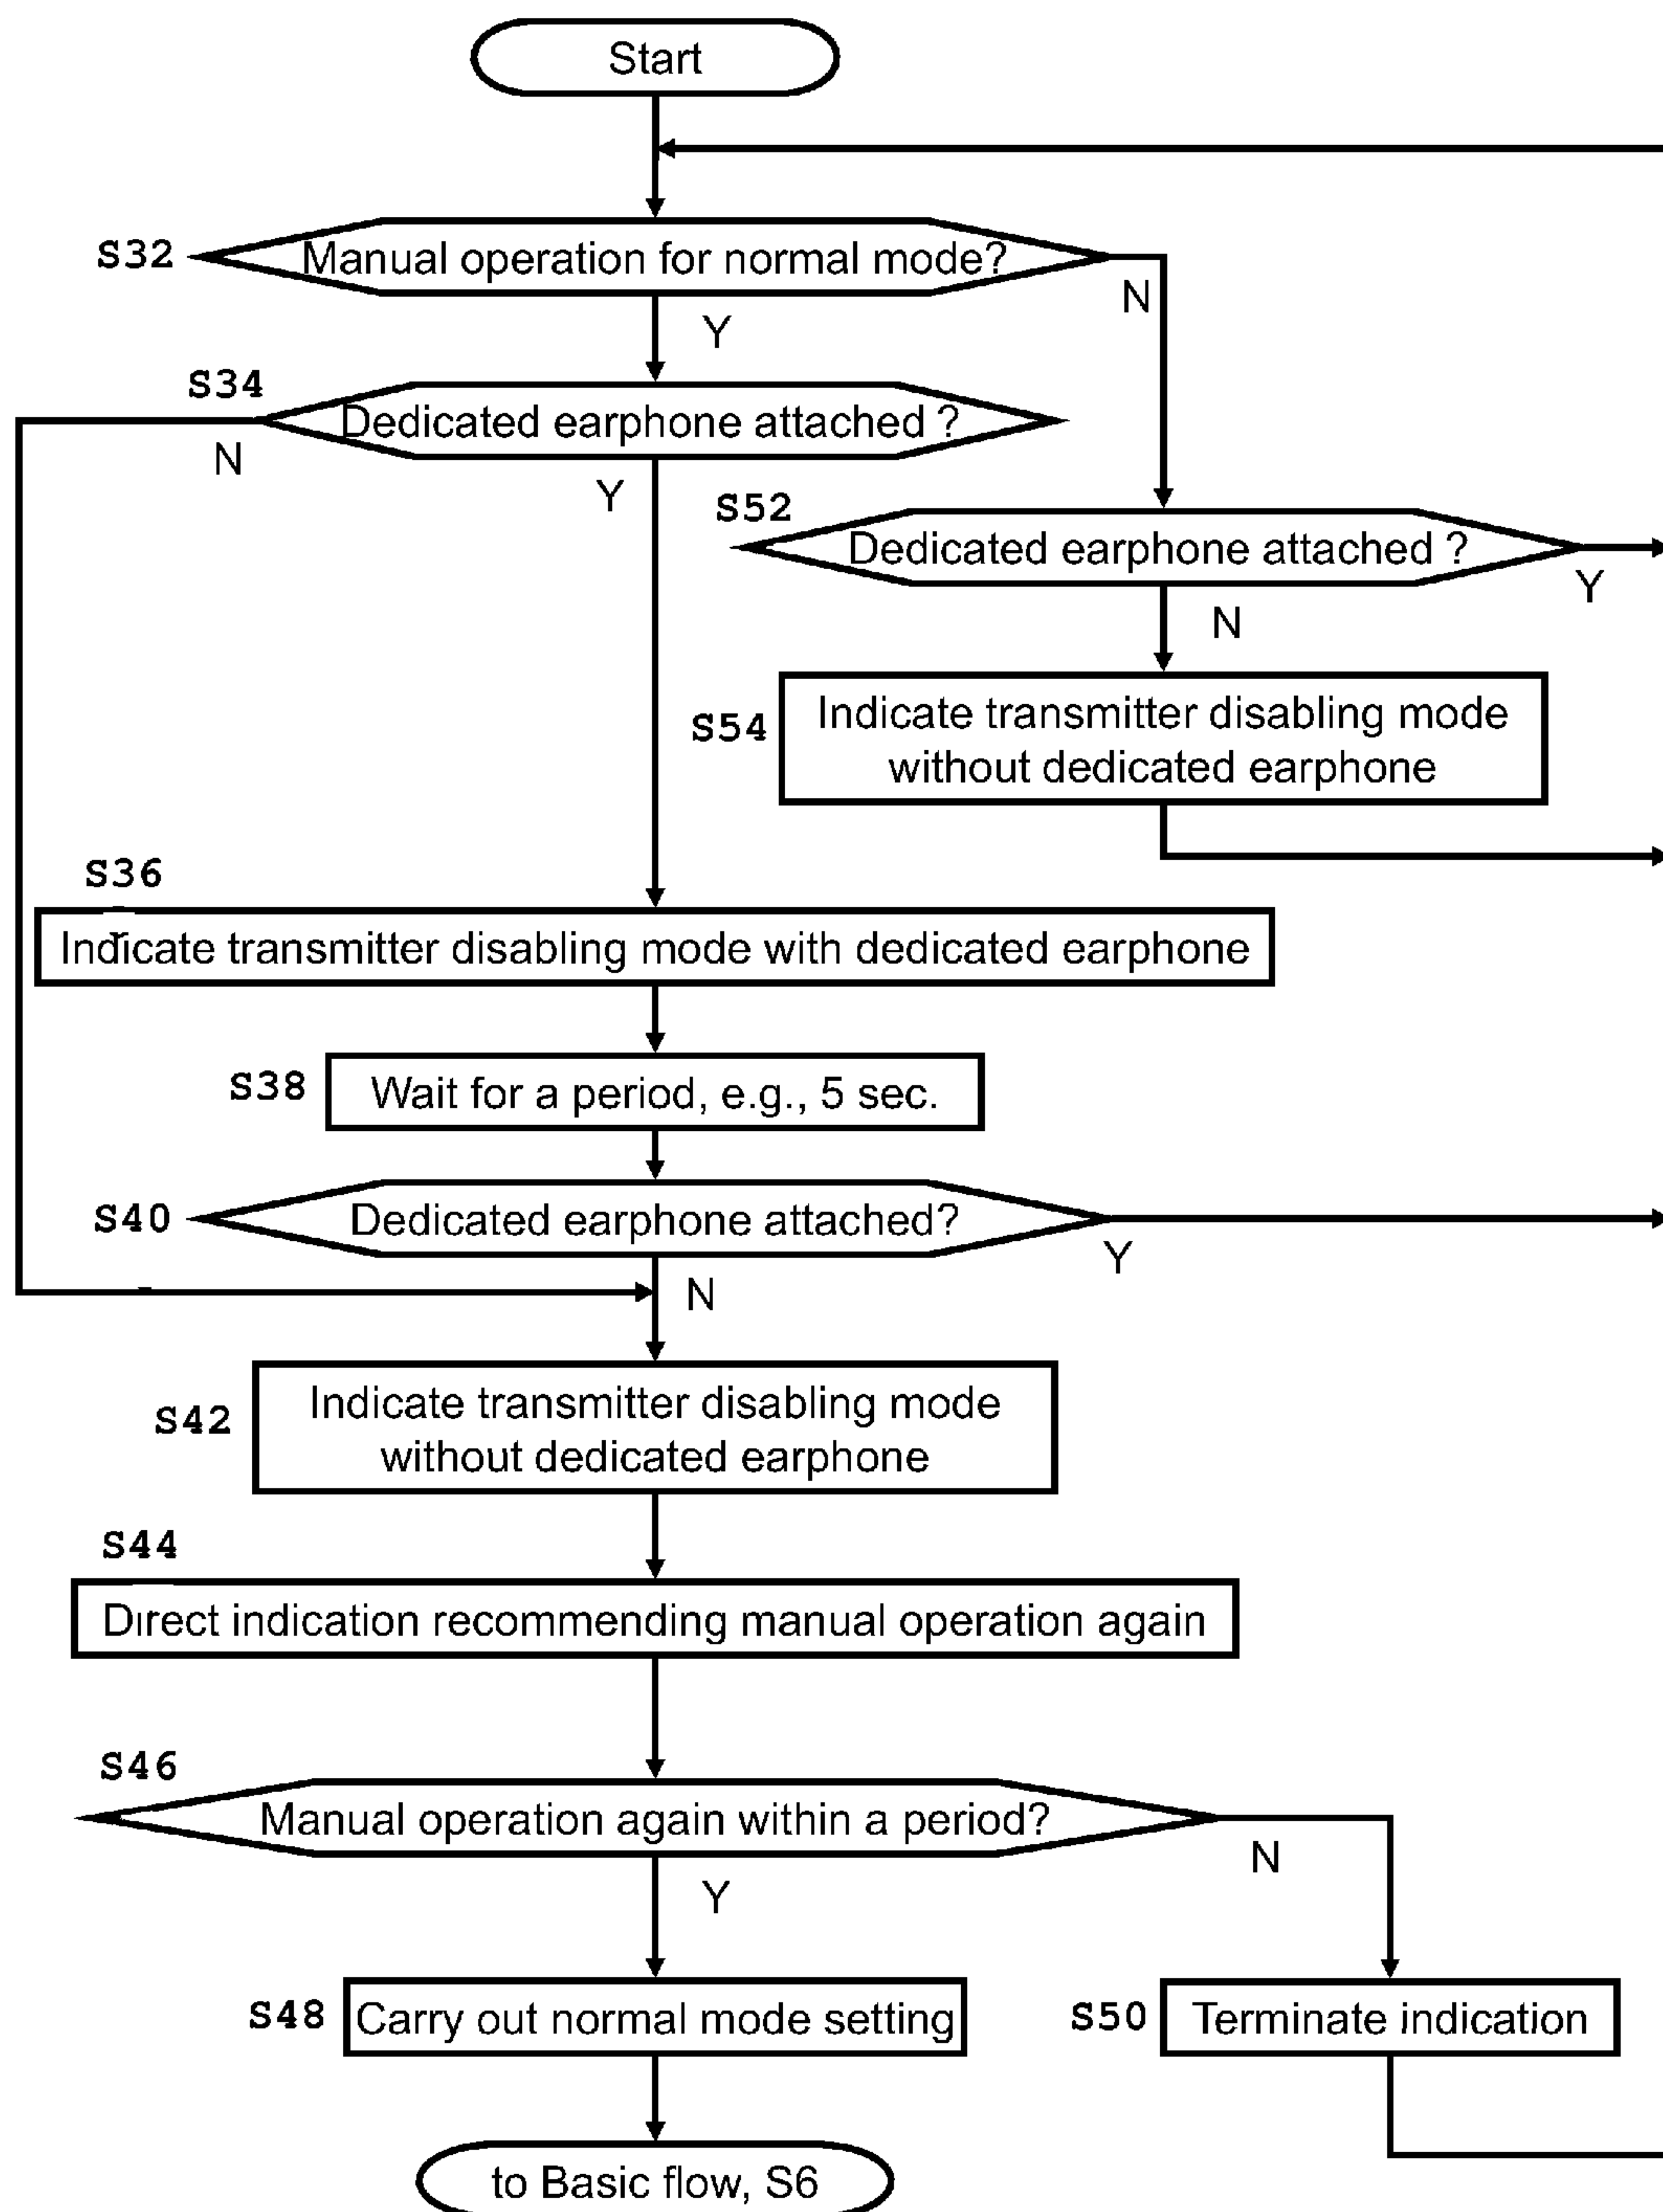 Start
S32
Manual operation for normal mode?
N
Y
S34
Dedicated earphone attached ?
N
Y
S52
Dedicated earphone attached ?
Y
N
S54
Indicate transmitter disabling mode
without dedicated earphone
S36
Indicate transmitter disabling mode with dedicated earphone
S38
Wait for a period, e.g., 5 sec.
S40
Dedicated earphone attached?
Y
N
S42
Indicate transmitter disabling mode
without dedicated earphone
S44
Direct indication recommending manual operation again
S46
Manual operation again within a period?
N
Y
S48
Carry out normal mode setting
S50
Terminate indication
to Basic flow, S6